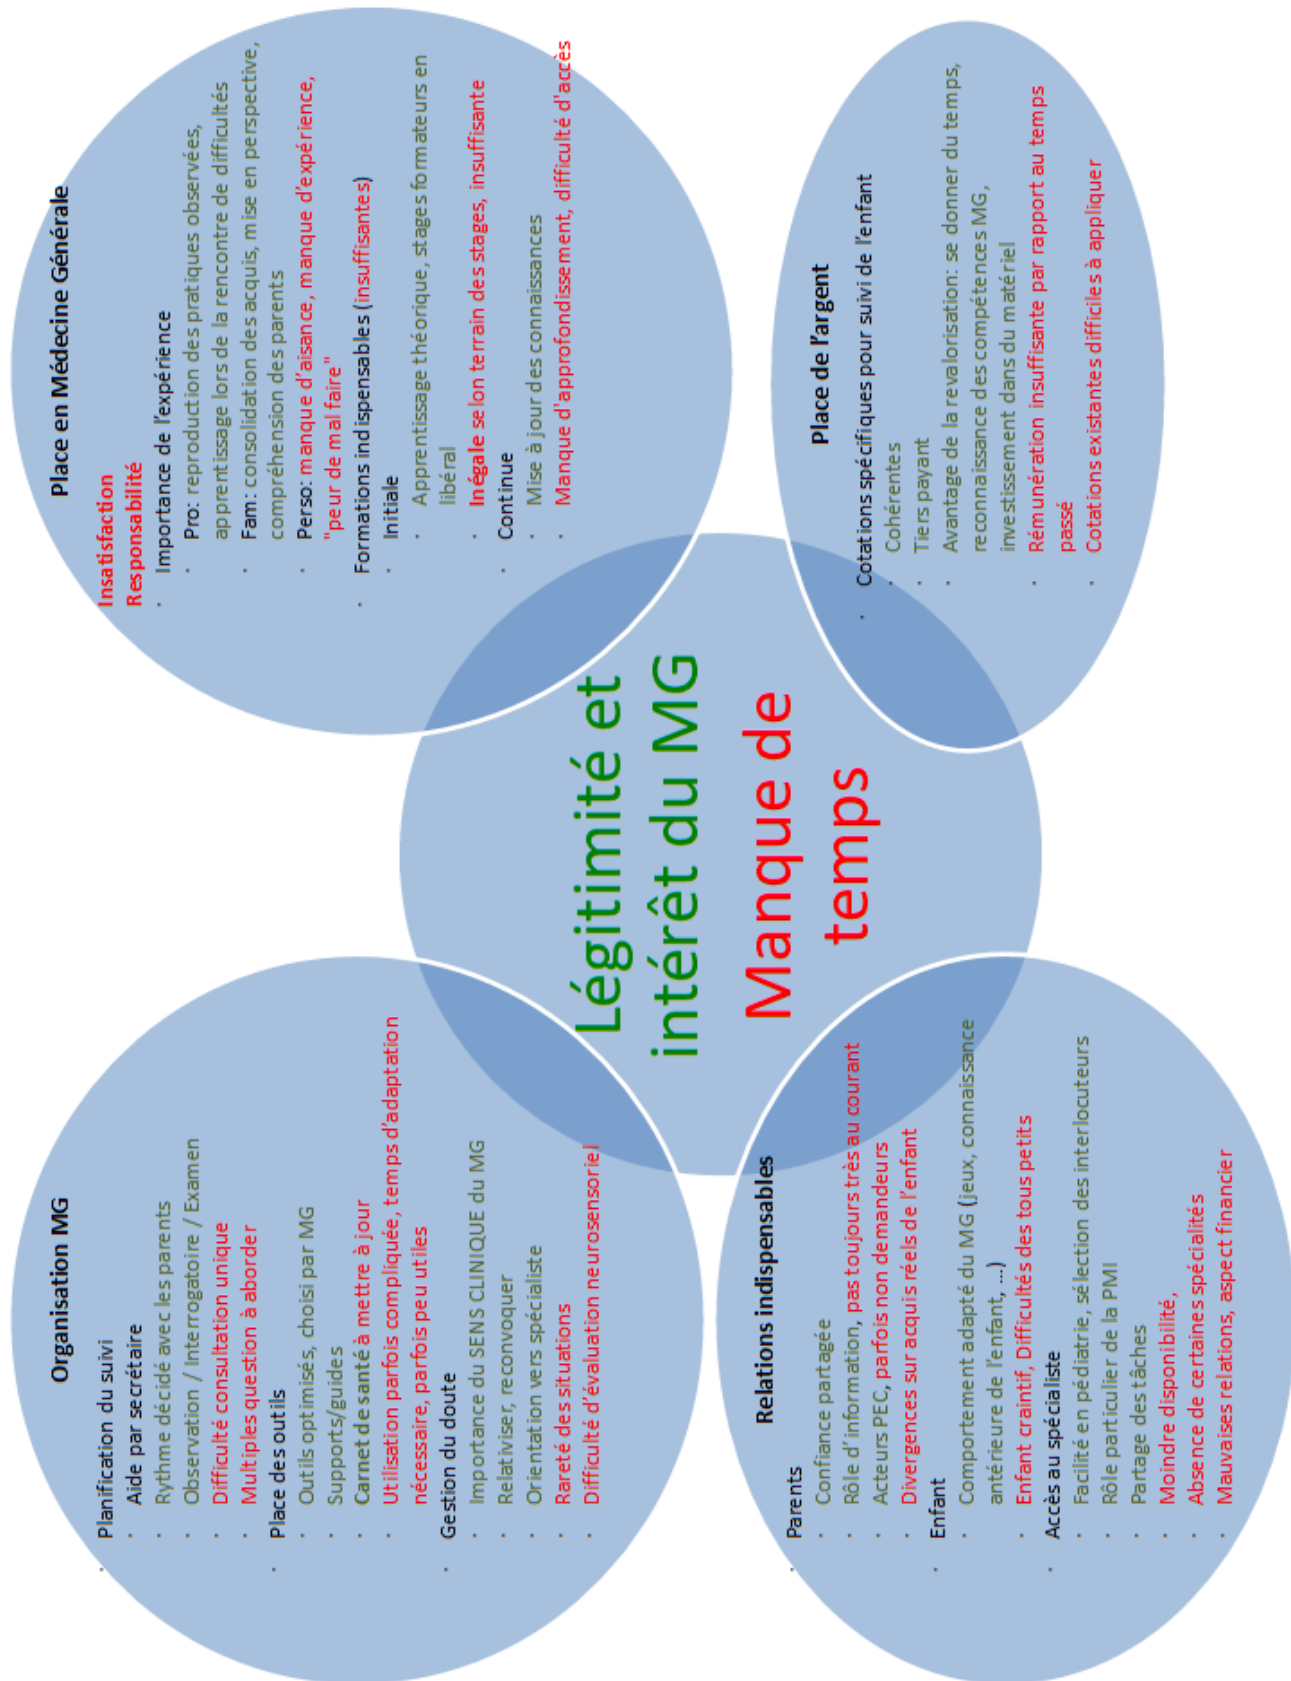 Organisation MG
Planification du suivi
Aide par secrétaire
Rythme décidé avec les parents
Observation / Interrogatoire / Examen
Difficulté consultation unique
Multiples question à aborder
Place des outils
Outils optimisés, choisi par MG
Supports/guides
Carnet de santé à mettre à jour
Utilisation parfois compliquée, temps d'adaptation
nécessaire, parfois peu utiles
Gestion du doute
Importance du SENS CLINIQUE du MG
Relativiser, reconvoquer
Orientation vers spécialiste
Rareté des situations
Difficulté d'évaluation neurosensoriel
Place en Médecine Générale
Insatisfaction
Responsabilité
Importance de l'expérience
Pro: reproduction des pratiques observées,
apprentissage lors de la rencontre de difficultés
Fam: consolidation des acquis, mise en perspective,
compréhension des parents
Perso: manque d'aisance, manque d'expérience,
"peur de mal faire"
Formations indispensables (insuffisantes)
Initiale
Apprentissage théorique, stages formateurs en
libéral
Inégale selon terrain des stages, insuffisante
Continue
Mise à jour des connaissances
Manque d'approfondissement, difficulté d'accès
Légitimité et
intérêt du MG
Manque de
temps
Relations indispensables
Parents
Confiance partagée
Rôle d'information, pas toujours très au courant
Acteurs PEC, parfois non demandeurs
Divergences sur acquis réels de l'enfant
Enfant
Comportement adapté du MG (jeux, connaissance
antérieure de l'enfant, ...)
Enfant craintif, Difficultés des tous petits
Accès au spécialiste
Facilité en pédiatrie, sélection des interlocuteurs
Rôle particulier de la PMI
Partage des tâches
Moindre disponibilité,
Absence de certaines spécialités
Mauvaises relations, aspect financier
Place de l'argent
Cotations spécifiques pour suivi de l'enfant
Cohérentes
Tiers payant
Avantage de la revalorisation: se donner du temps,
reconnaissance des compétences MG,
investissement dans du matériel
Rémunération insuffisante par rapport au temps
passé
Cotations existantes difficiles à appliquer